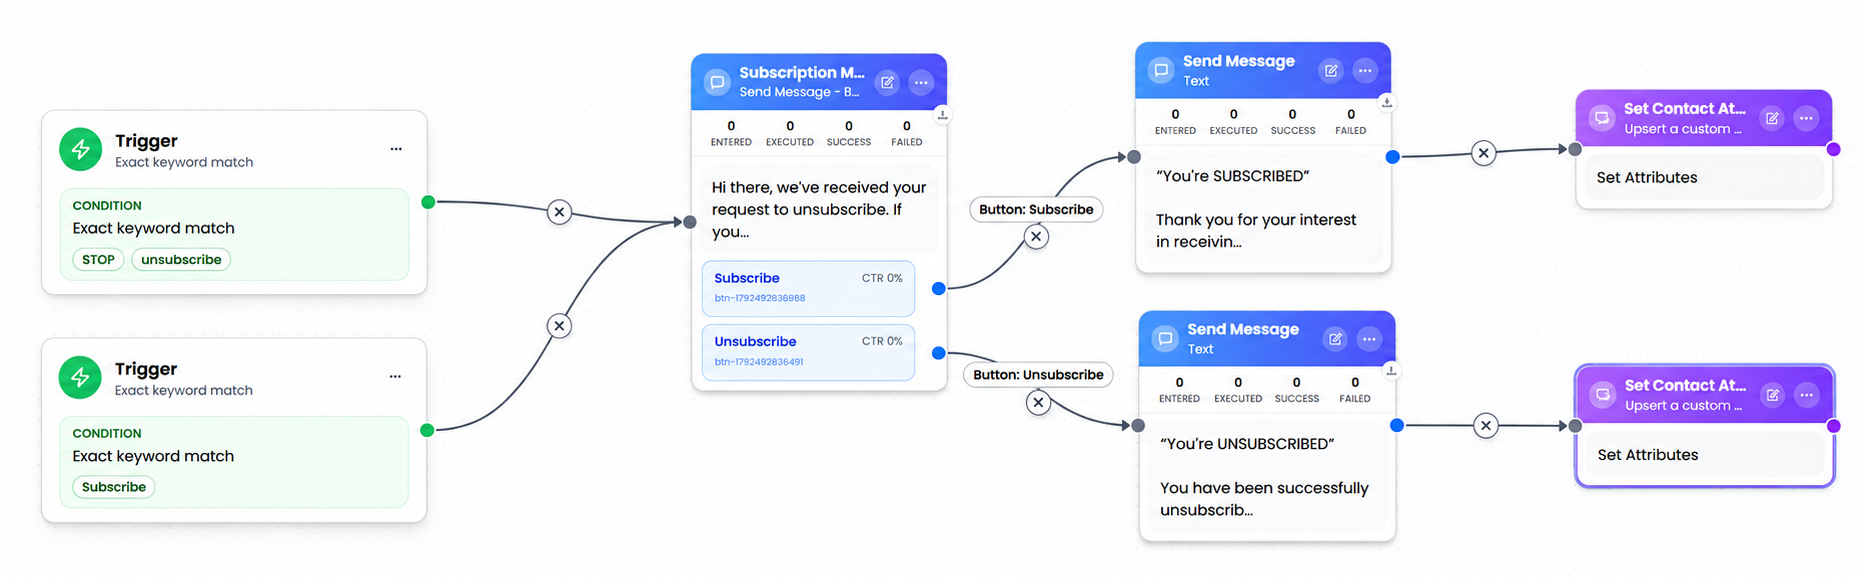 Trigger
Exact keyword match
CONDITION
Exact keyword match
STOP
unsubscribe
Trigger
Exact keyword match
CONDITION
Exact keyword match
Subscribe
Subscription M...
Send Message - B...
0 0 0 0
ENTERED EXECUTED SUCCESS FAILED
Hi there, we've received your
request to unsubscribe. If
you...
Subscribe CTR 0%
btn-1792492836988
Unsubscribe CTR 0%
btn-1792492836491
Button: Subscribe
Button: Unsubscribe
Send Message
Text
0 0 0 0
ENTERED EXECUTED SUCCESS FAILED
“You're SUBSCRIBED”
Thank you for your interest
in receivin...
Send Message
Text
0 0 0 0
ENTERED EXECUTED SUCCESS FAILED
“You're UNSUBSCRIBED”
You have been successfully
unsubscrib...
Set Contact At...
Upsert a custom ...
Set Attributes
Set Contact At...
Upsert a custom ...
Set Attributes